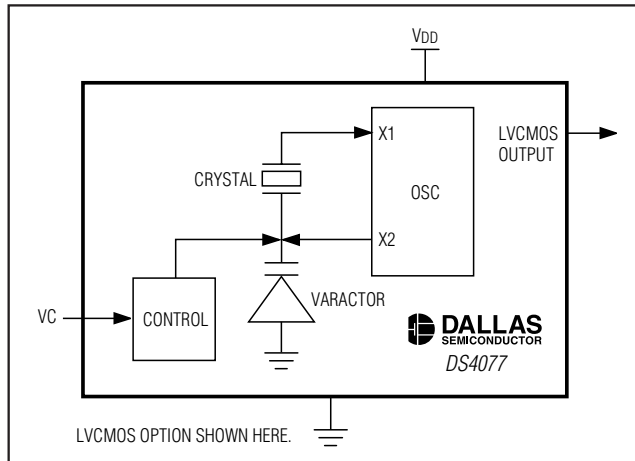 VDD
X1
LVCMOS
OUTPUT
CRYSTAL
OSC
X2
VARACTOR
VC
CONTROL
DALLAS
SEMICONDUCTOR
DS4077
LVCMOS OPTION SHOWN HERE.